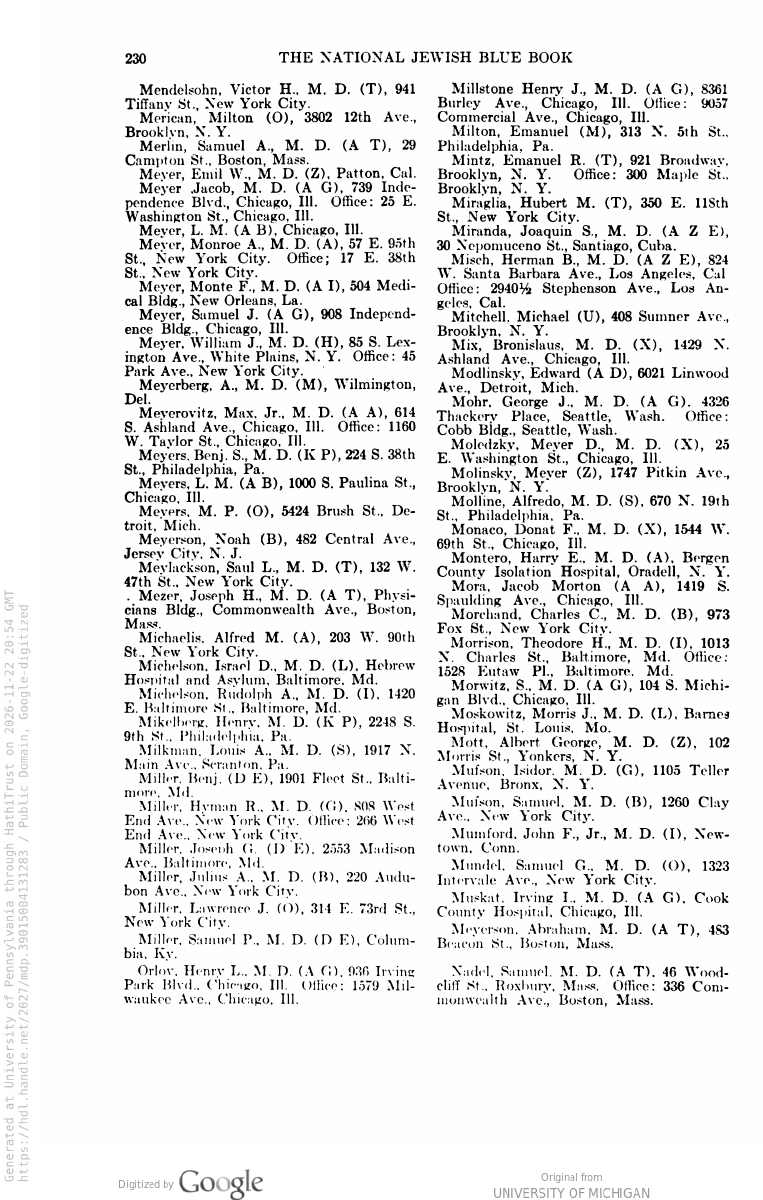 230
THE NATIONAL JEWISH BLUE BOOK
Mendelsohn, Victor H., M. D. (T), 941
Tiffany St., New York City.
Merican, Milton (O), 3802 12th Ave.,
Brooklyn, N. Y.
Merlin, Samuel A., M. D. (A T), 29
Campton St., Boston, Mass.
Meyer, Emil W., M. D. (Z), Patton, Cal.
Meyer Jacob, M. D. (A G), 739 Inde-
pendence Blvd., Chicago, Ill. Office: 25 E.
Washington St., Chicago, Ill.
Meyer, L. M. (A B), Chicago, Ill.
Meyer, Monroe A., M. D. (A), 57 E. 95th
St., New York City. Office; 17 E. 38th
St., New York City.
Meyer, Monte F., M. D. (A I), 504 Medi-
cal Bldg., New Orleans, La.
Meyer, Samuel J. (A G), 908 Independ-
ence Bldg., Chicago, Ill.
Meyer, William J., M. D. (H), 85 S. Lex-
ington Ave., White Plains, N. Y. Office: 45
Park Ave., New York City.
Meyerberg, A., M. D. (M), Wilmington,
Del.
Meyerovitz, Max, Jr., M. D. (A A), 614
S. Ashland Ave., Chicago, Ill. Office: 1160
W. Taylor St., Chicago, Ill.
Meyers, Benj. S., M. D. (K P), 224 S. 38th
St., Philadelphia, Pa.
Meyers, L. M. (A B), 1000 S. Paulina St.,
Chicago, Ill.
Meyers, M. P. (O), 5424 Brush St., De-
troit, Mich.
Meyerson, Noah (B), 482 Central Ave.,
Jersey City, N. J.
Meylackson, Saul L., M. D. (T), 132 W.
47th St., New York City.
. Mezer, Joseph H., M. D. (A T), Physi-
cians Bldg., Commonwealth Ave., Boston,
Mass.
Michaelis, Alfred M. (A), 203 W. 90th
St., New York City.
Michelson, Israel D., M. D. (L), Hebrew
Hospital and Asylum, Baltimore, Md.
Michelson, Rudolph A., M. D. (I), 1420
E. Baltimore St., Baltimore, Md.
Mikelberg, Henry, M. D. (K P), 2248 S.
9th St., Philadelphia, Pa.
Milkman, Louis A., M. D. (S), 1917 N.
Main Ave., Scranton, Pa.
Miller, Benj. (D E), 1901 Fleet St., Balti-
more, Md.
Miller, Hyman R., M. D. (G), 808 West
End Ave., New York City. Office: 266 West
End Ave., New York City.
Miller, Joseph G. (D E), 2553 Madison
Ave., Baltimore, Md.
Miller, Julius A., M. D. (B), 220 Audu-
bon Ave., New York City.
Miller, Lawrence J. (O), 314 E. 73rd St.,
New York City.
Miller, Samuel P., M. D. (D E), Colum-
bia, Ky.
Orlov, Henry L., M. D. (A G), 936 Irving
Park Blvd., Chicago, Ill. Office: 1579 Mil-
waukee Ave., Chicago, Ill.
Millstone Henry J., M. D. (A G), 8361
Burley Ave., Chicago, Ill. Office: 9057
Commercial Ave., Chicago, Ill.
Milton, Emanuel (M), 313 N. 5th St.,
Philadelphia, Pa.
Mintz, Emanuel R. (T), 921 Broadway,
Brooklyn, N. Y. Office: 300 Maple St.,
Brooklyn, N. Y.
Miraglia, Hubert M. (T), 350 E. 118th
St., New York City.
Miranda, Joaquin S., M. D. (A Z E),
30 Nepomuceno St., Santiago, Cuba.
Misch, Herman B., M. D. (A Z E), 824
W. Santa Barbara Ave., Los Angeles, Cal
Office: 2940½ Stephenson Ave., Los An-
geles, Cal.
Mitchell, Michael (U), 408 Sumner Ave.,
Brooklyn, N. Y.
Mix, Bronislaus, M. D. (X), 1429 N.
Ashland Ave., Chicago, Ill.
Modlinsky, Edward (A D), 6021 Linwood
Ave., Detroit, Mich.
Mohr, George J., M. D. (A G), 4326
Thackery Place, Seattle, Wash. Office:
Cobb Bldg., Seattle, Wash.
Moledzky, Meyer D., M. D. (X), 25
E. Washington St., Chicago, Ill.
Molinsky, Meyer (Z), 1747 Pitkin Ave.,
Brooklyn, N. Y.
Molline, Alfredo, M. D. (S), 670 N. 19th
St., Philadelphia, Pa.
Monaco, Donat F., M. D. (X), 1544 W.
69th St., Chicago, Ill.
Montero, Harry E., M. D. (A), Bergen
County Isolation Hospital, Oradell, N. Y.
Mora, Jacob Morton (A A), 1419 S.
Spaulding Ave., Chicago, Ill.
Morchand, Charles C., M. D. (B), 973
Fox St., New York City.
Morrison, Theodore H., M. D. (I), 1013
N. Charles St., Baltimore, Md. Office:
1528 Eutaw Pl., Baltimore, Md.
Morwitz, S., M. D. (A G), 104 S. Michi-
gan Blvd., Chicago, Ill.
Moskowitz, Morris J., M. D. (L), Barnes
Hospital, St. Louis, Mo.
Mott, Albert George, M. D. (Z), 102
Morris St., Yonkers, N. Y.
Mufson, Isidor, M. D. (G), 1105 Teller
Avenue, Bronx, N. Y.
Mufson, Samuel, M. D. (B), 1260 Clay
Ave., New York City.
Mumford, John F., Jr., M. D. (I), New-
town, Conn.
Mundel, Samuel G., M. D. (O), 1323
Intervale Ave., New York City.
Muskat, Irving I., M. D. (A G), Cook
County Hospital, Chicago, Ill.
Meyerson, Abraham, M. D. (A T), 483
Beacon St., Boston, Mass.
Nadel, Samuel, M. D. (A T), 46 Wood-
cliff St., Roxbury, Mass. Office: 336 Com-
monwealth Ave., Boston, Mass.
Generated at University of Pennsylvania through HathiTrust on 2026-11-22 20:54 GMT
https://hdl.handle.net/2027/mdp.39015084131283 / Public Domain, Google-digitized
Digitized by Google
Original from
UNIVERSITY OF MICHIGAN